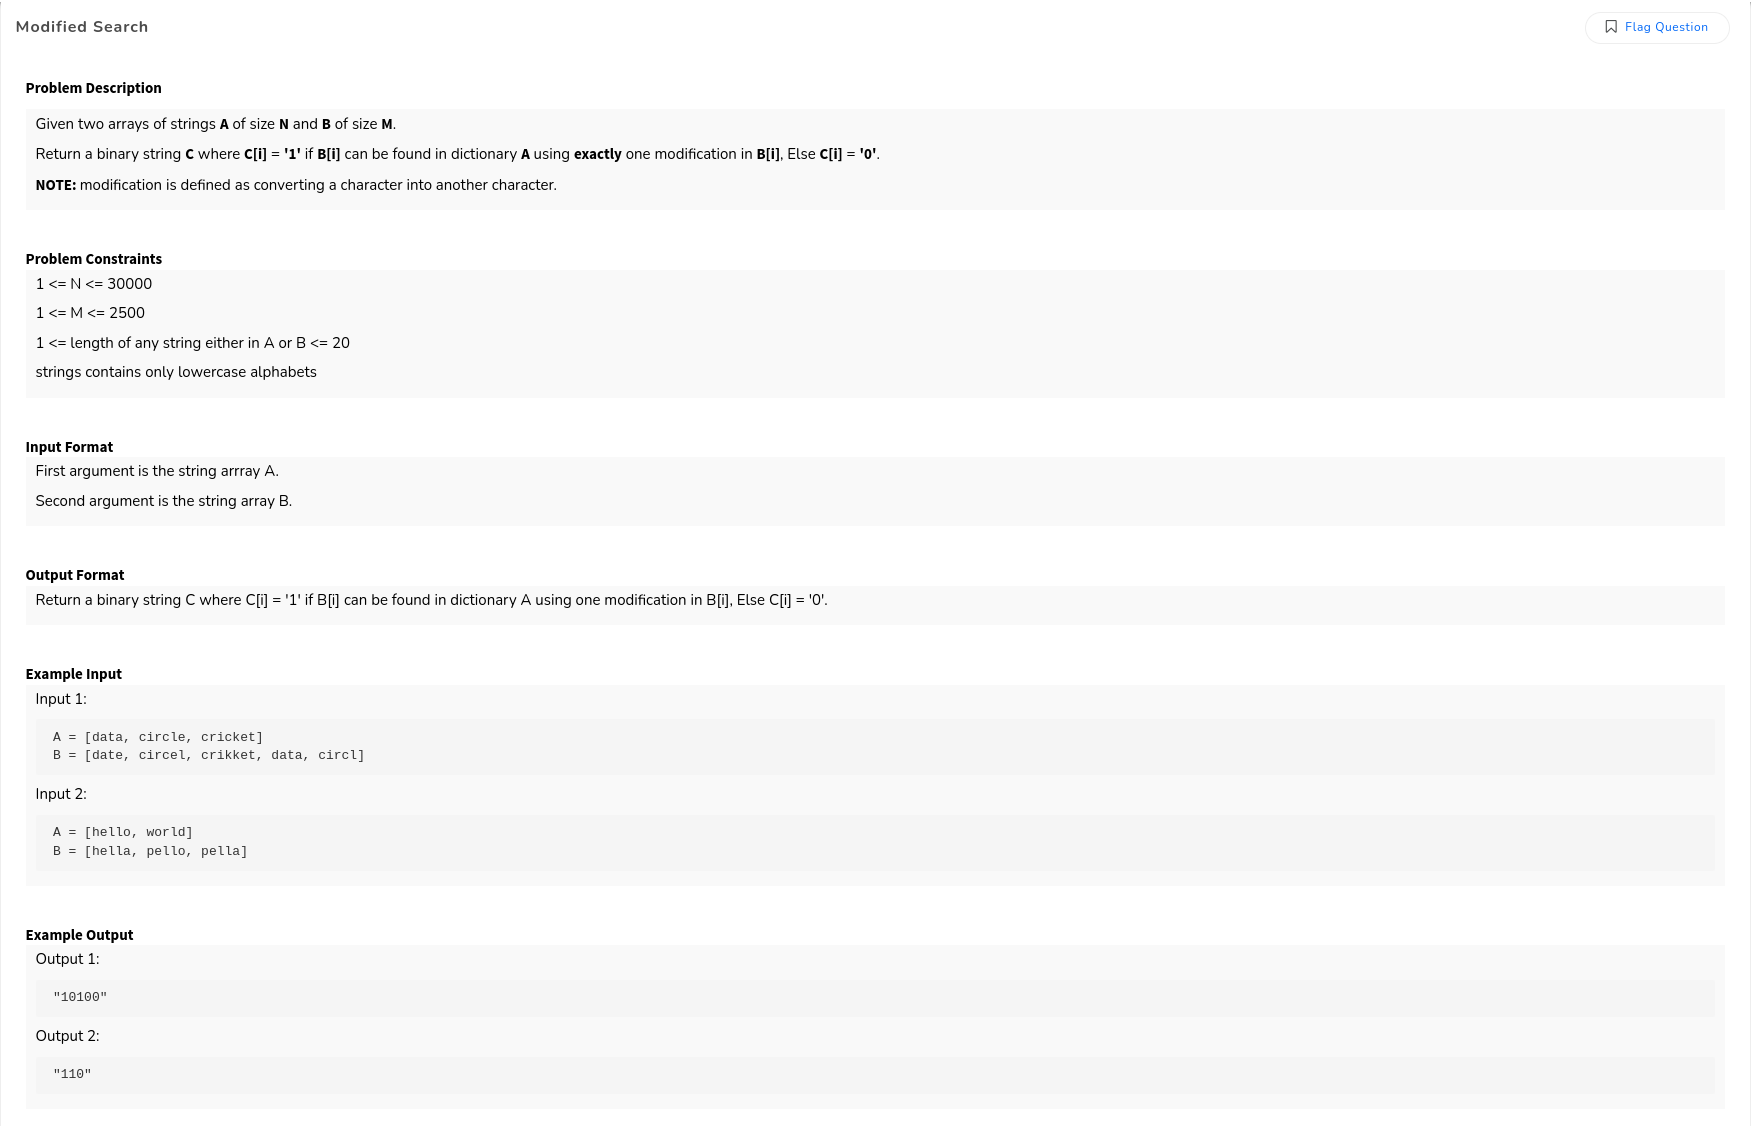 Modified Search
Flag Question
Problem Description
Given two arrays of strings A of size N and B of size M.
Return a binary string C where C[i] = '1' if B[i] can be found in dictionary A using exactly one modification in B[i], Else C[i] = '0'.
NOTE: modification is defined as converting a character into another character.
Problem Constraints
1 <= N <= 30000
1 <= M <= 2500
1 <= length of any string either in A or B <= 20
strings contains only lowercase alphabets
Input Format
First argument is the string arrray A.
Second argument is the string array B.
Output Format
Return a binary string C where C[i] = '1' if B[i] can be found in dictionary A using one modification in B[i], Else C[i] = '0'.
Example Input
Input 1:
A = [data, circle, cricket]
B = [date, circel, crikket, data, circl]
Input 2:
A = [hello, world]
B = [hella, pello, pella]
Example Output
Output 1:
"10100"
Output 2:
"110"